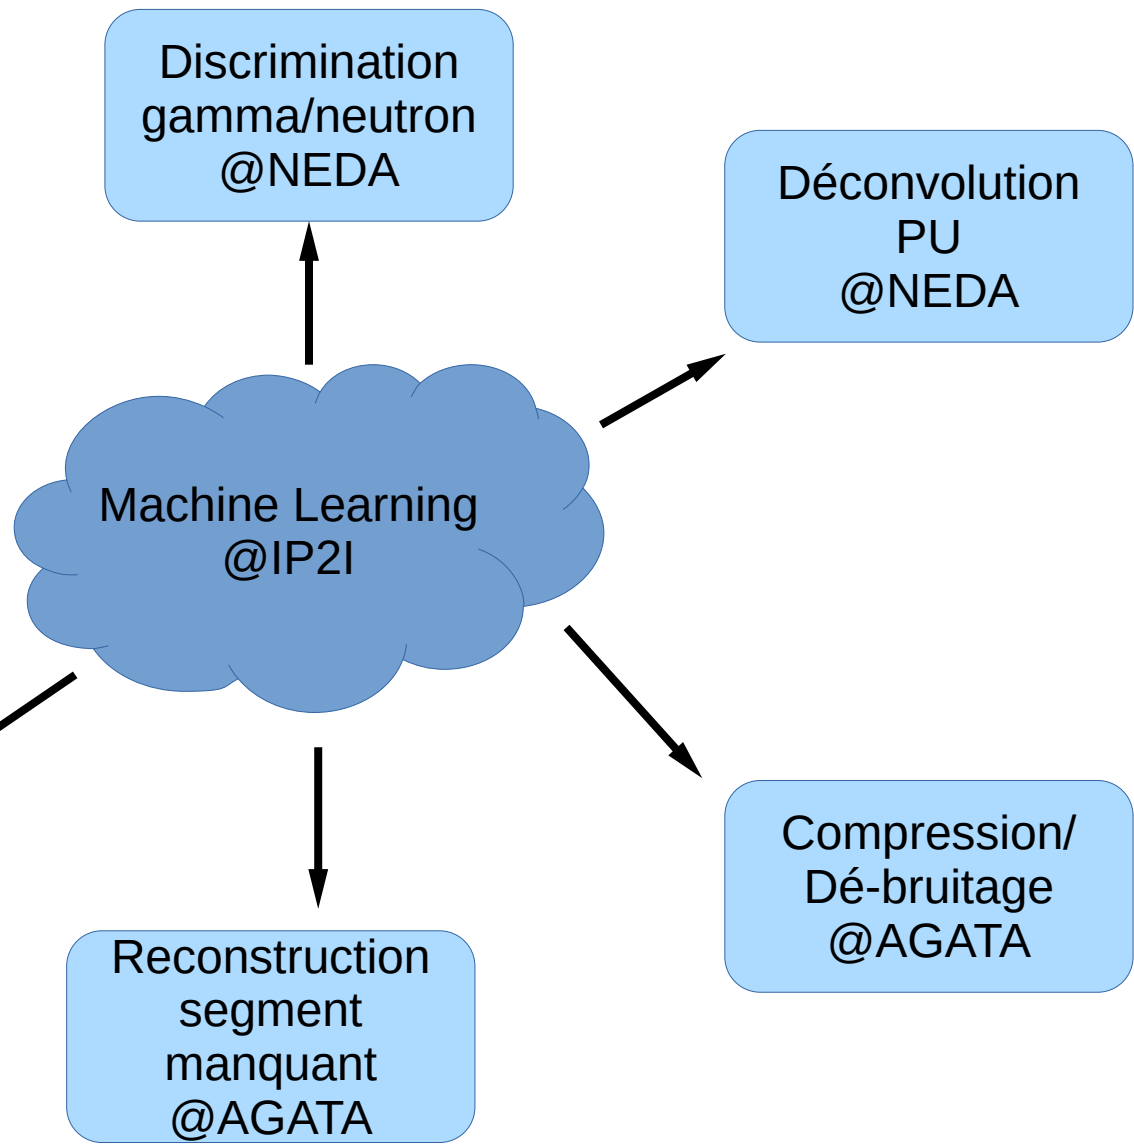 Discrimination
gamma/neutron
@NEDA
Déconvolution
PU
@NEDA
Machine Learning
@IP2I
Compression/
Dé-bruitage
@AGATA
Reconstruction
segment
manquant
@AGATA